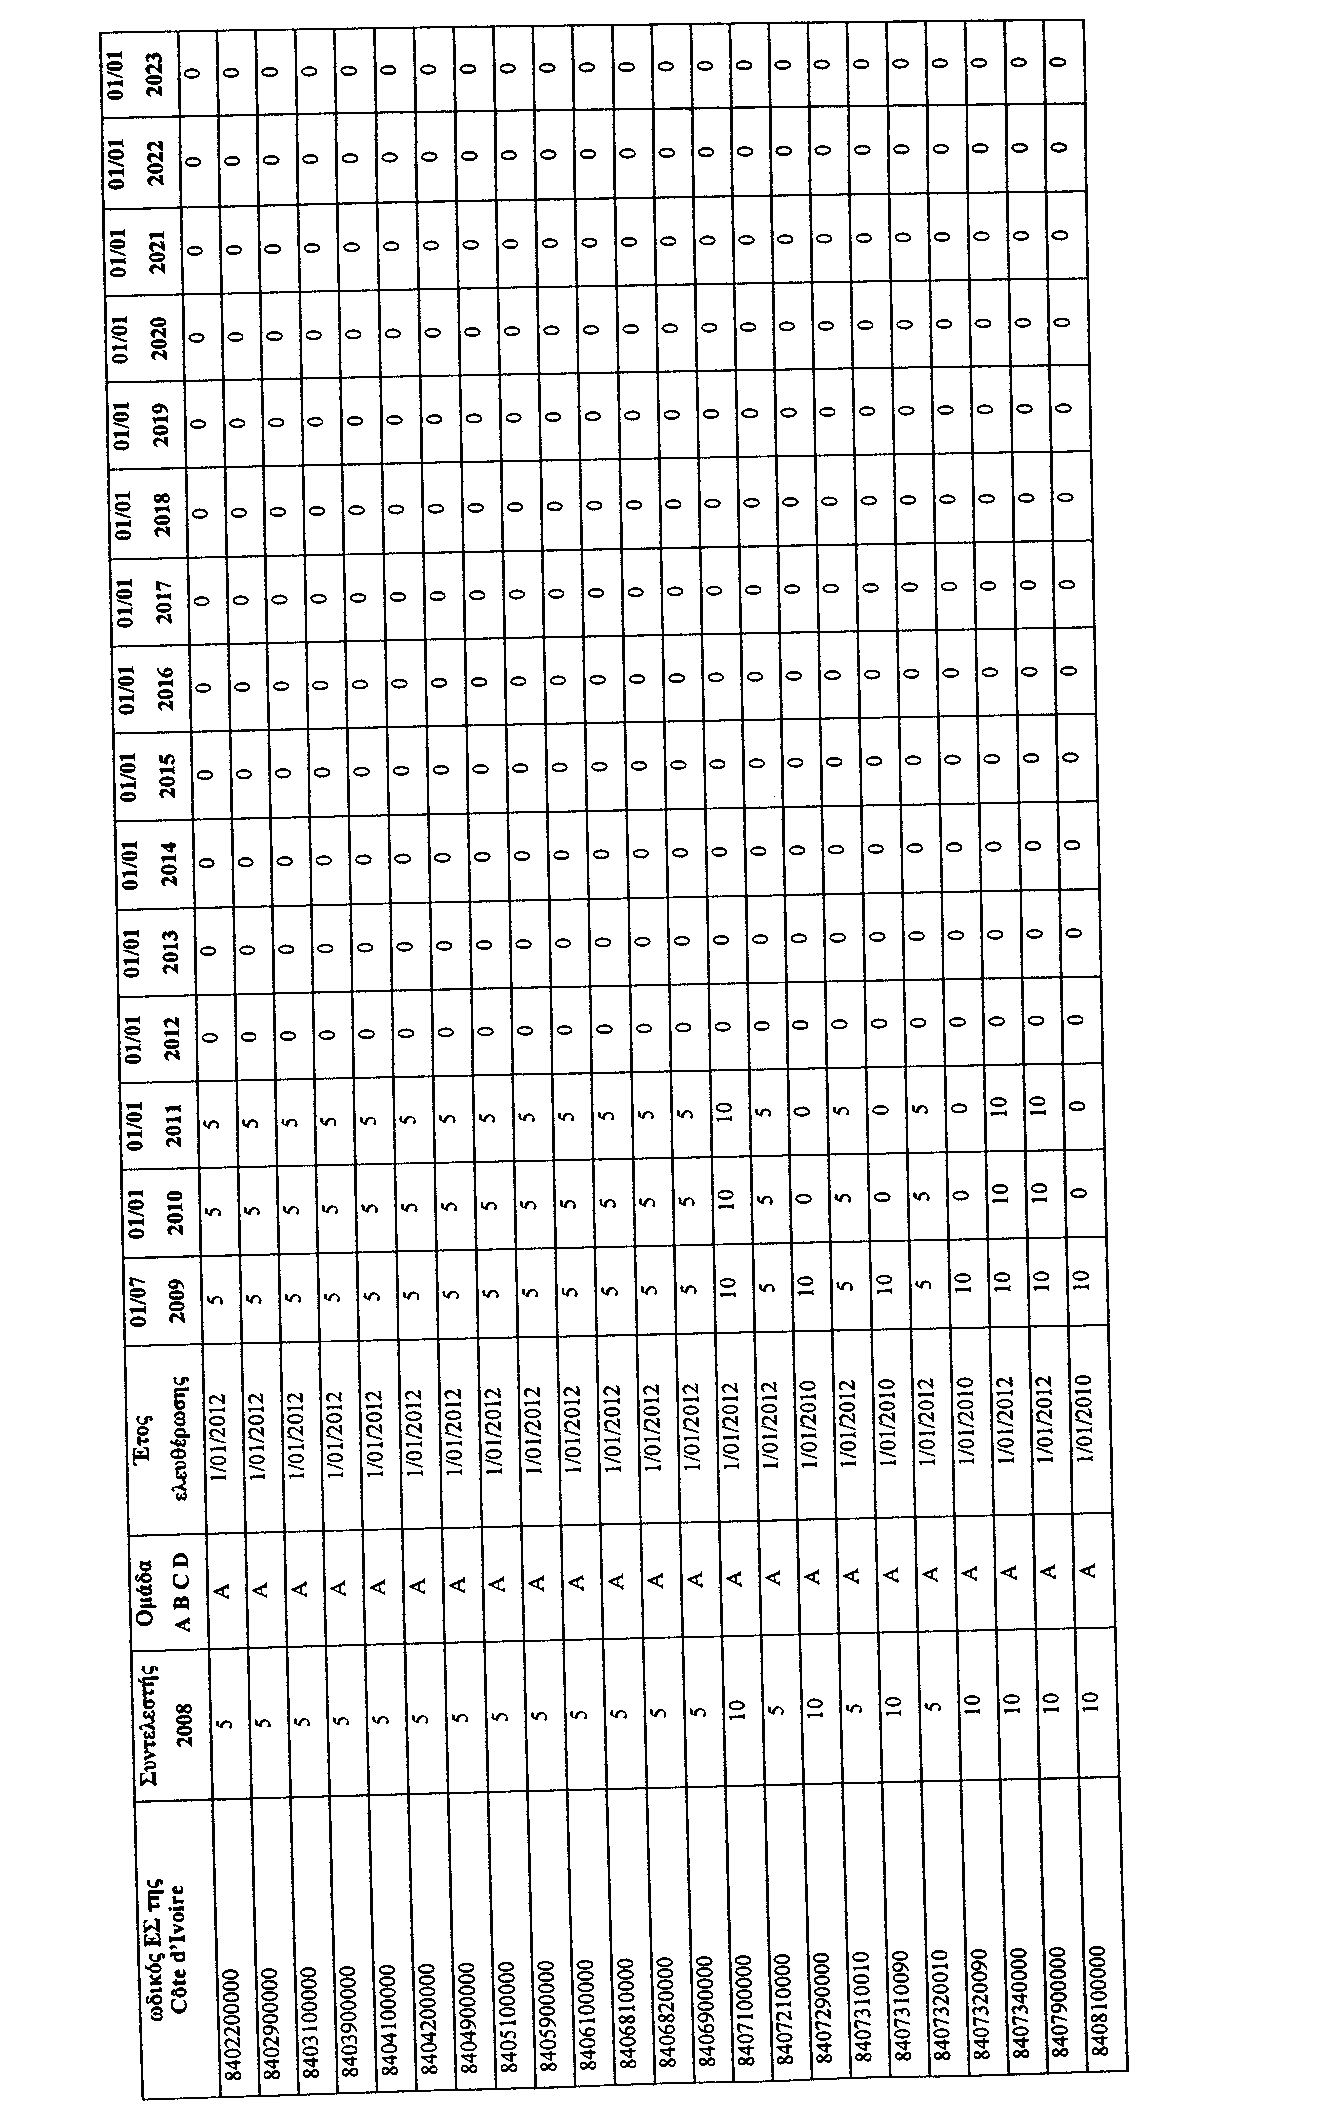 ωδικός ΕΣ της Συντελεστής Ομάδα Έτος 01/07 01/01 01/01 01/01 01/01 01/01 01/01 01/01 01/01 01/01 01/01 01/01 01/01 01/01 01/01
Côte d'Ivoire 2008 A B C D ελευθέρωσης 2009 2010 2011 2012 2013 2014 2015 2016 2017 2018 2019 2020 2021 2022 2023
8402200000 5 A 1/01/2012 5 5 5 0 0 0 0 0 0 0 0 0 0 0 0
8402900000 5 A 1/01/2012 5 5 5 0 0 0 0 0 0 0 0 0 0 0 0
8403100000 5 A 1/01/2012 5 5 5 0 0 0 0 0 0 0 0 0 0 0 0
8403900000 5 A 1/01/2012 5 5 5 0 0 0 0 0 0 0 0 0 0 0 0
8404100000 5 A 1/01/2012 5 5 5 0 0 0 0 0 0 0 0 0 0 0 0
8404200000 5 A 1/01/2012 5 5 5 0 0 0 0 0 0 0 0 0 0 0 0
8404900000 5 A 1/01/2012 5 5 5 0 0 0 0 0 0 0 0 0 0 0 0
8405100000 5 A 1/01/2012 5 5 5 0 0 0 0 0 0 0 0 0 0 0 0
8405900000 5 A 1/01/2012 5 5 5 0 0 0 0 0 0 0 0 0 0 0 0
8406100000 5 A 1/01/2012 5 5 5 0 0 0 0 0 0 0 0 0 0 0 0
8406810000 5 A 1/01/2012 5 5 5 0 0 0 0 0 0 0 0 0 0 0 0
8406820000 5 A 1/01/2012 5 5 5 0 0 0 0 0 0 0 0 0 0 0 0
8406900000 5 A 1/01/2012 5 5 5 0 0 0 0 0 0 0 0 0 0 0 0
8407100000 10 A 1/01/2012 10 10 10 0 0 0 0 0 0 0 0 0 0 0 0
8407210000 5 A 1/01/2012 5 5 5 0 0 0 0 0 0 0 0 0 0 0 0
8407290000 10 A 1/01/2010 10 0 0 0 0 0 0 0 0 0 0 0 0 0 0
8407310010 5 A 1/01/2012 5 5 5 0 0 0 0 0 0 0 0 0 0 0 0
8407310090 10 A 1/01/2010 10 0 0 0 0 0 0 0 0 0 0 0 0 0 0
8407320010 5 A 1/01/2012 5 5 5 0 0 0 0 0 0 0 0 0 0 0 0
8407320090 10 A 1/01/2010 10 0 0 0 0 0 0 0 0 0 0 0 0 0 0
8407340000 10 A 1/01/2012 10 10 10 0 0 0 0 0 0 0 0 0 0 0 0
8407900000 10 A 1/01/2012 10 10 10 0 0 0 0 0 0 0 0 0 0 0 0
8408100000 10 A 1/01/2010 10 0 0 0 0 0 0 0 0 0 0 0 0 0 0